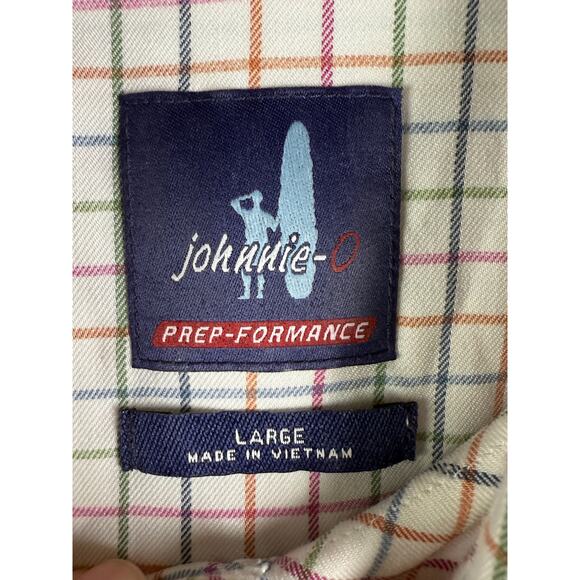 johnnie-O
PREP-FORMANCE
LARGE
MADE IN VIETNAM